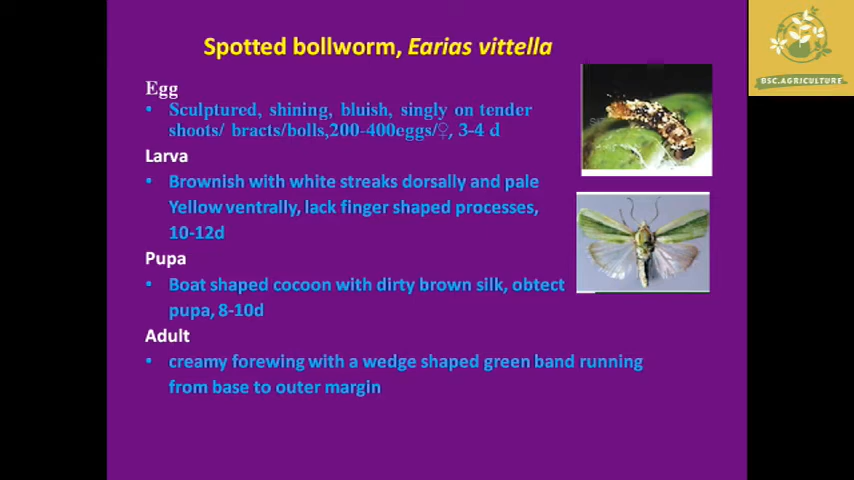 Spotted bollworm, Earias vittella
BSC.AGRICULTURE
Egg
• Sculptured, shining, bluish, singly on tender
shoots/ bracts/bolls,200-400eggs/♀, 3-4 d
Larva
• Brownish with white streaks dorsally and pale
Yellow ventrally, lack finger shaped processes,
10-12d
Pupa
• Boat shaped cocoon with dirty brown silk, obtect
pupa, 8-10d
Adult
• creamy forewing with a wedge shaped green band running
from base to outer margin